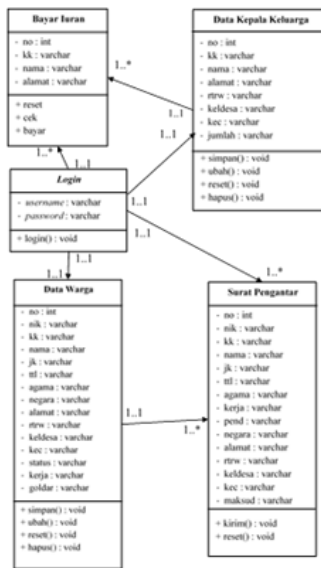 Bayar Iuran
- no : int
- kk : varchar
- nama : varchar
- alamat : varchar
+ reset
+ cek
+ bayar
Data Kepala Keluarga
- no : int
- kk : varchar
- nama : varchar
- alamat : varchar
- rtrw : varchar
- keldesa : varchar
- kec : varchar
- jumlah : varchar
+ simpan() : void
+ ubah() : void
+ reset() : void
+ hapus() : void
1..*
1..1
1..1
1..*
1..1
Login
- username : varchar
- password : varchar
+ login() : void
1..1
1..1
1..1
1..1
1..*
Data Warga
- no : int
- nik : varchar
- kk : varchar
- nama : varchar
- jk : varchar
- ttl : varchar
- agama : varchar
- negara : varchar
- alamat : varchar
- rtrw : varchar
- keldesa : varchar
- kec : varchar
- status : varchar
- kerja : varchar
- goldar : varchar
+ simpan() : void
+ ubah() : void
+ reset() : void
+ hapus() : void
1..1
1..*
Surat Pengantar
- no : int
- nik : varchar
- kk : varchar
- nama : varchar
- jk : varchar
- ttl : varchar
- agama : varchar
- kerja : varchar
- pend : varchar
- negara : varchar
- alamat : varchar
- rtrw : varchar
- keldesa : varchar
- kec : varchar
- maksud : varchar
+ kirim() : void
+ reset() : void